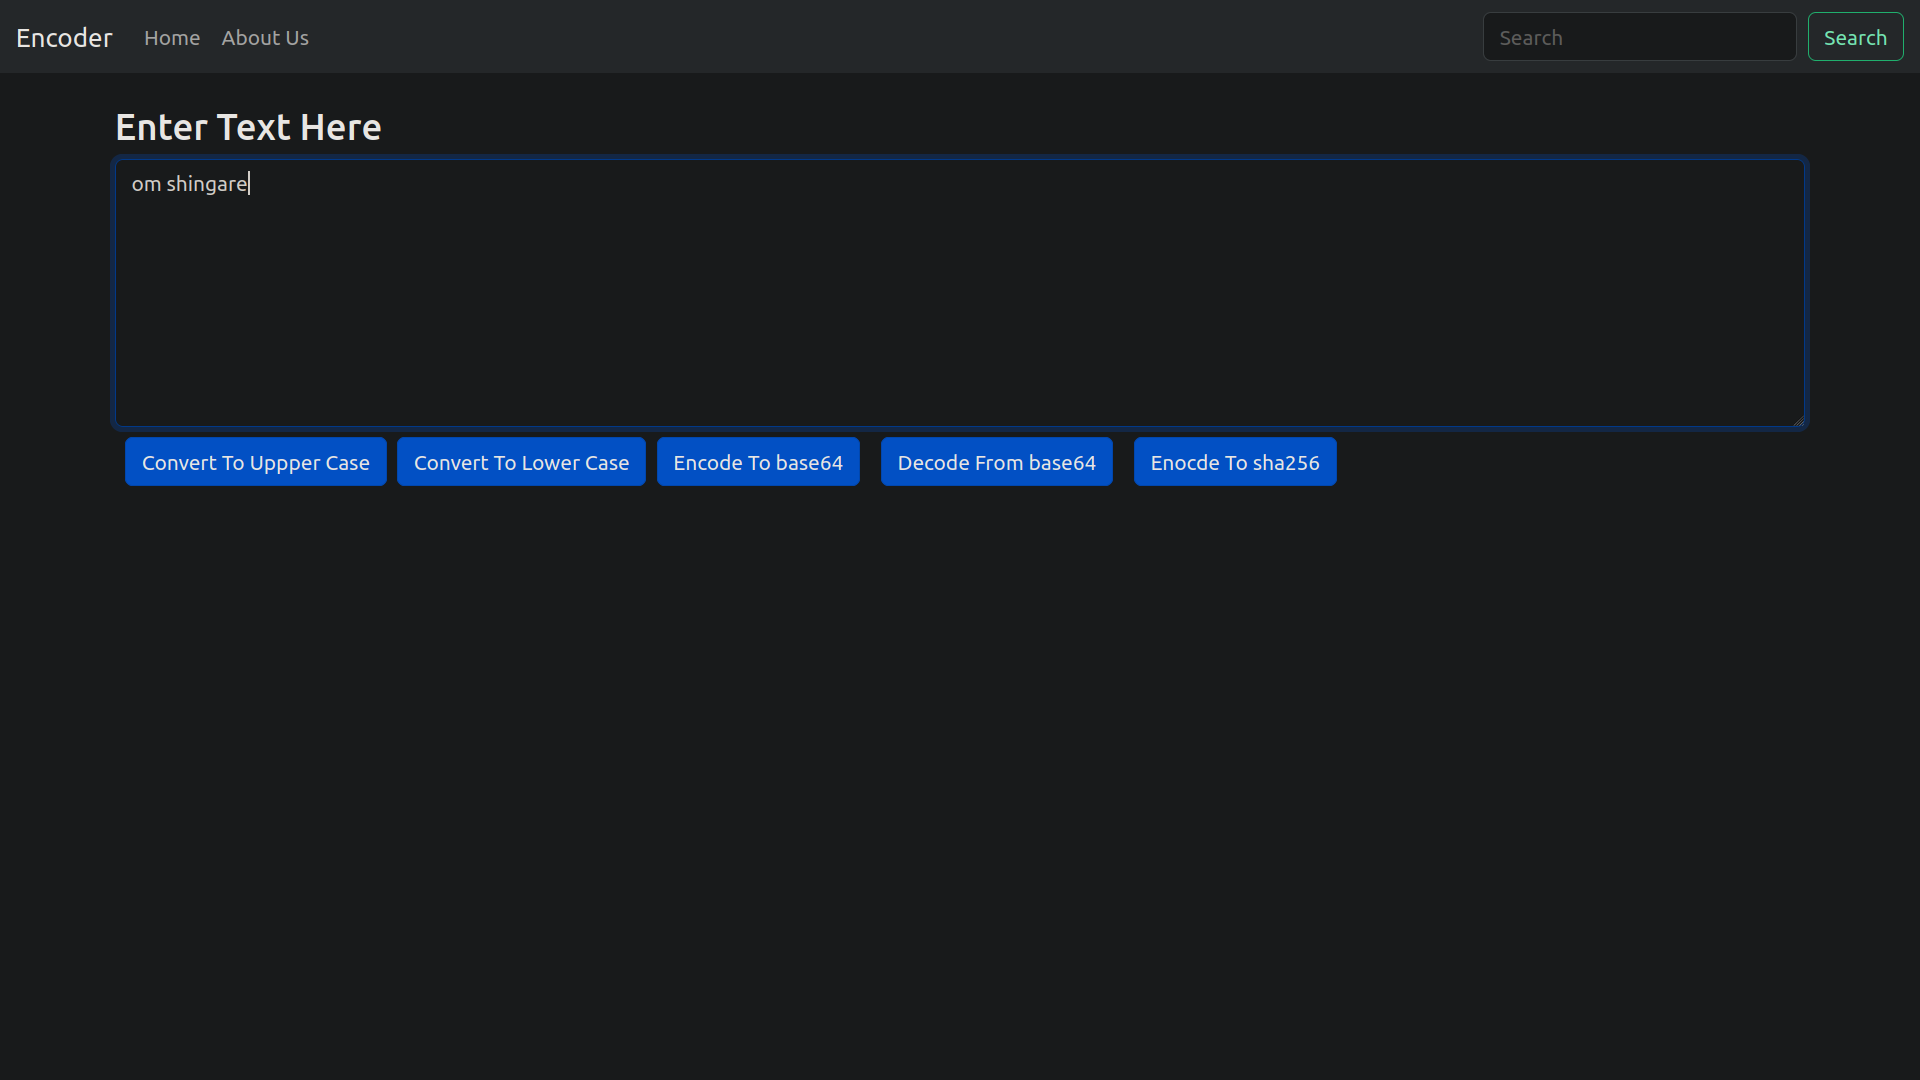 Encoder Home About Us Search Search
Enter Text Here
om shingare
Convert To Uppper Case Convert To Lower Case Encode To base64 Decode From base64 Enocde To sha256